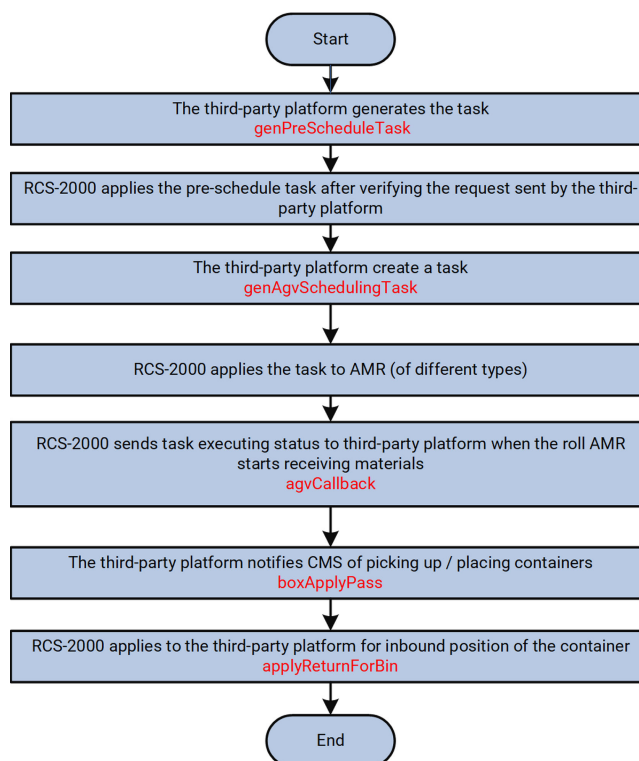 Start
The third-party platform generates the task
genPreScheduleTask
RCS-2000 applies the pre-schedule task after verifying the request sent by the third-
party platform
The third-party platform create a task
genAgvSchedulingTask
RCS-2000 applies the task to AMR (of different types)
RCS-2000 sends task executing status to third-party platform when the roll AMR
starts receiving materials
agvCallback
The third-party platform notifies CMS of picking up / placing containers
boxApplyPass
RCS-2000 applies to the third-party platform for inbound position of the container
applyReturnForBin
End